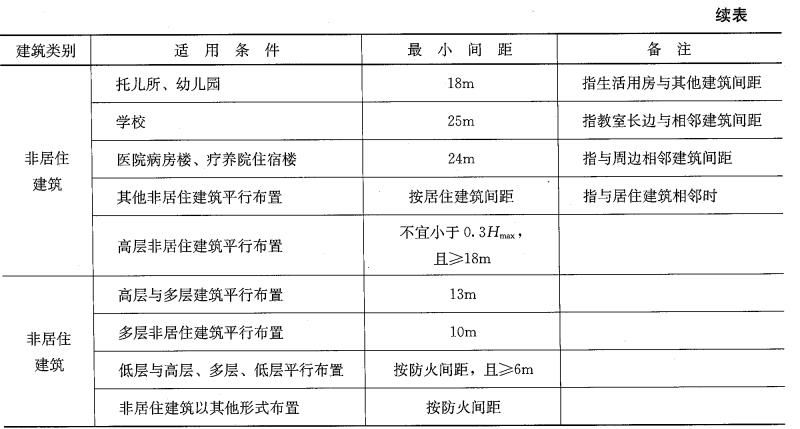 续表
建筑类别 适用条件 最小间距 备注
非居住建筑
托儿所、幼儿园 18m 指生活用房与其他建筑间距
学校 25m 指教室长边与相邻建筑间距
医院病房楼、疗养院住宿楼 24m 指与周边相邻建筑间距
其他非居住建筑平行布置 按居住建筑间距 指与居住建筑相邻时
高层非居住建筑平行布置 不宜小于0.3Hmax，
且≥18m
非居住建筑
高层与多层建筑平行布置 13m
多层非居住建筑平行布置 10m
低层与高层、多层、低层平行布置 按防火间距，且≥6m
非居住建筑以其他形式布置 按防火间距